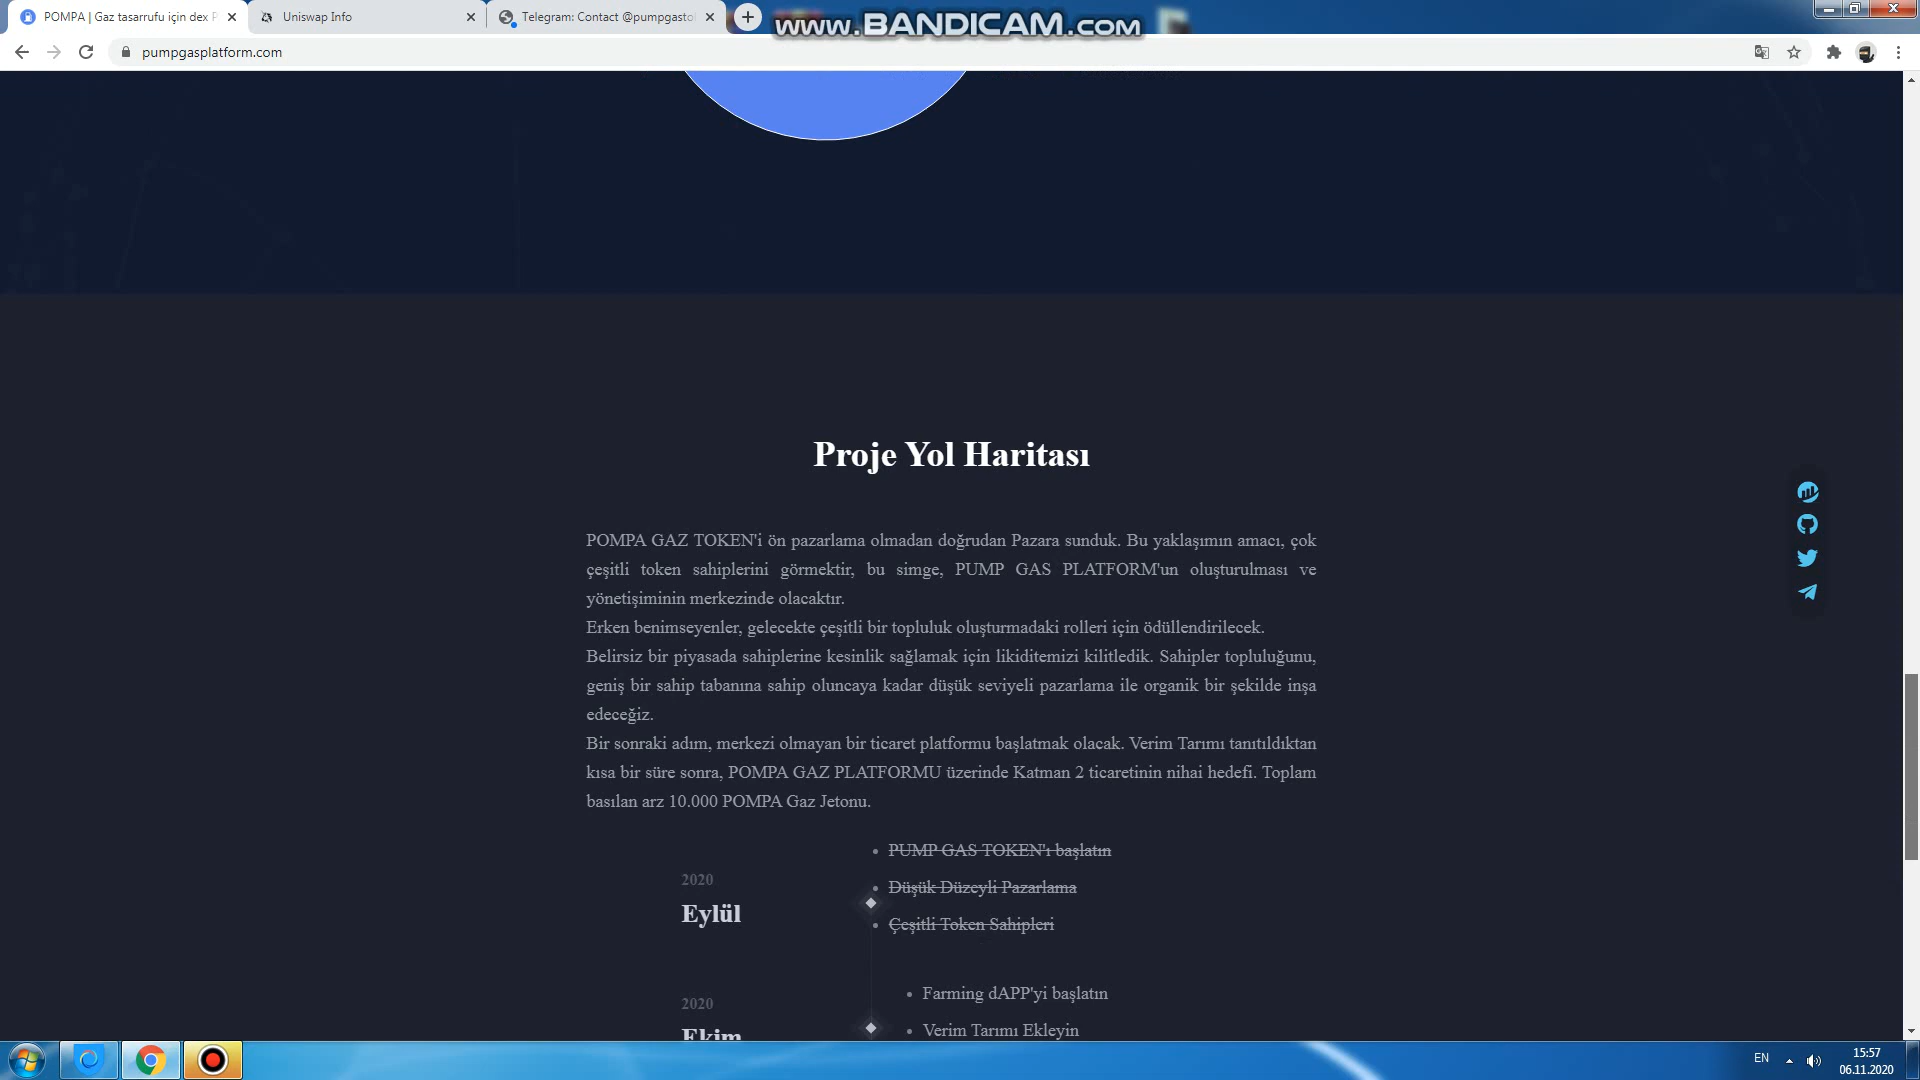 POMPA | Gaz tasarrufu için dex P
Uniswap Info
Telegram: Contact @pumpgasto
www.BANDICAM.com
pumpgasplatform.com
Proje Yol Haritası
POMPA GAZ TOKEN'i ön pazarlama olmadan doğrudan Pazara sunduk. Bu yaklaşımın amacı, çok
çeşitli token sahiplerini görmektir, bu simge, PUMP GAS PLATFORM'un oluşturulması ve
yönetişiminin merkezinde olacaktır.
Erken benimseyenler, gelecekte çeşitli bir topluluk oluşturmadaki rolleri için ödüllendirilecek.
Belirsiz bir piyasada sahiplerine kesinlik sağlamak için likiditemizi kilitledik. Sahipler topluluğunu,
geniş bir sahip tabanına sahip oluncaya kadar düşük seviyeli pazarlama ile organik bir şekilde inşa
edeceğiz.
Bir sonraki adım, merkezi olmayan bir ticaret platformu başlatmak olacak. Verim Tarımı tanıtıldıktan
kısa bir süre sonra, POMPA GAZ PLATFORMU üzerinde Katman 2 ticaretinin nihai hedefi. Toplam
basılan arz 10.000 POMPA Gaz Jetonu.
2020
Eylül
PUMP GAS TOKEN'ı başlatın
Düşük Düzeyli Pazarlama
Çeşitli Token Sahipleri
2020
Ekim
Farming dAPP'yi başlatın
Verim Tarımı Ekleyin
EN
15:57
06.11.2020